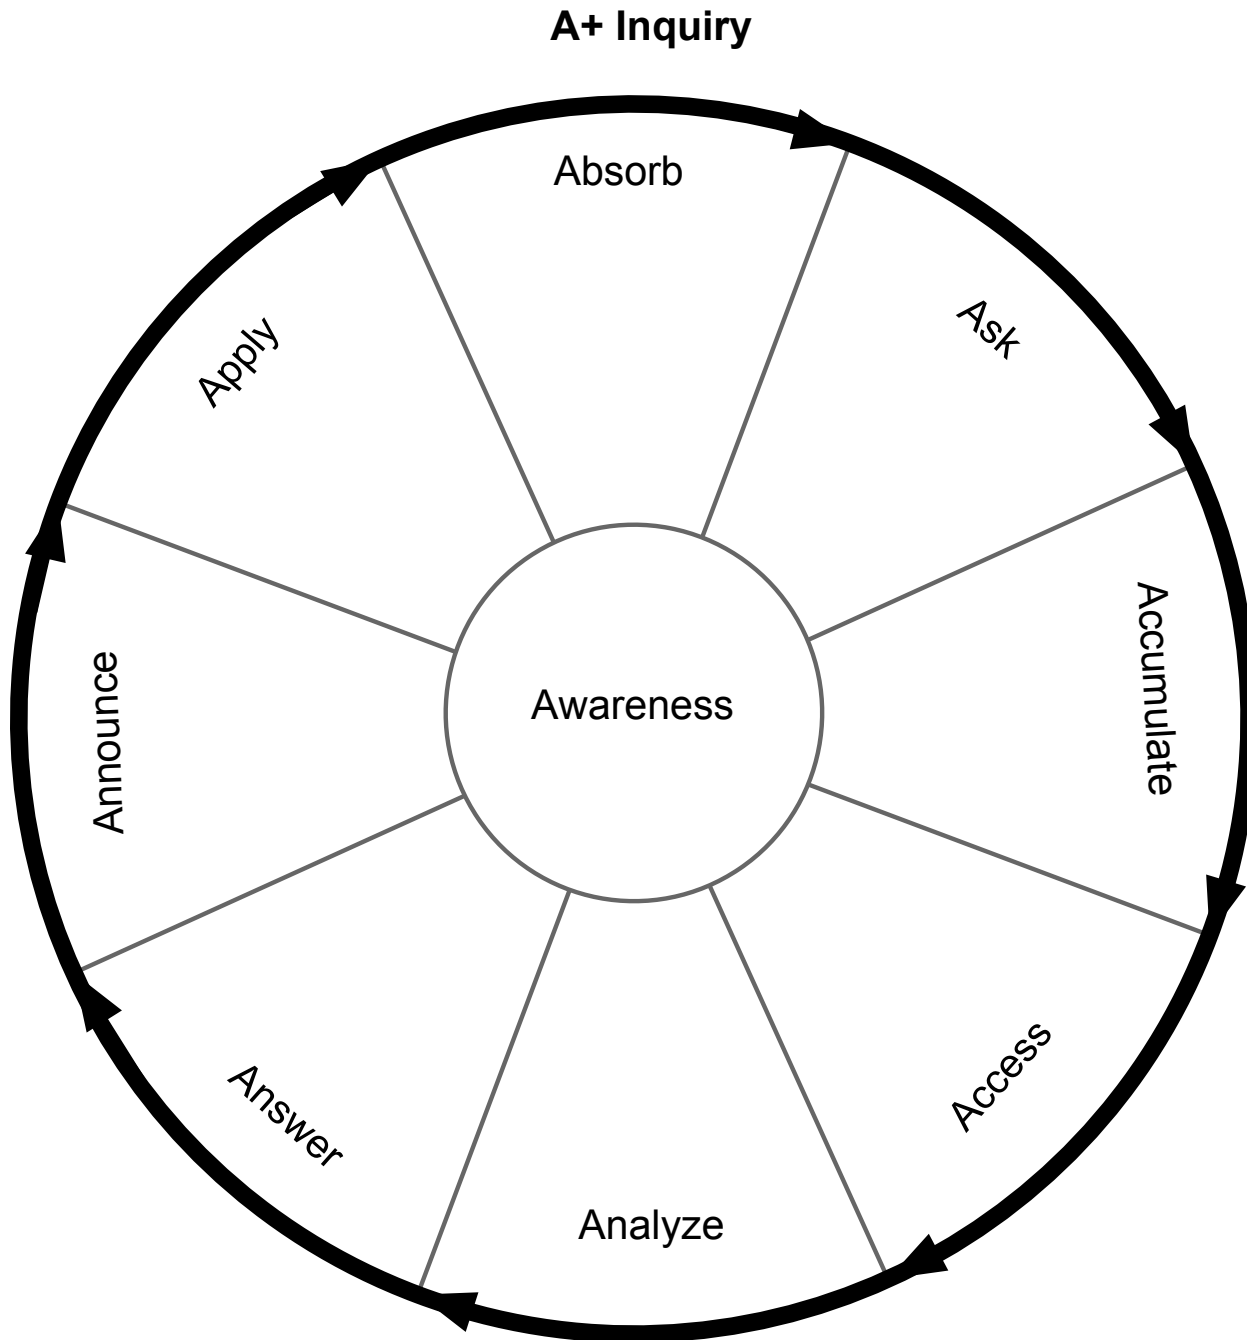 A+ Inquiry
Absorb
Ask
Accumulate
Access
Analyze
Answer
Announce
Apply
Awareness